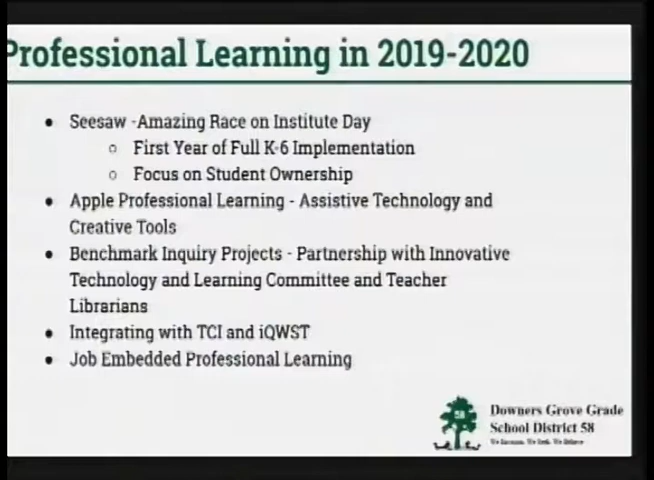 Professional Learning in 2019-2020
• Seesaw -Amazing Race on Institute Day
○ First Year of Full K-6 Implementation
○ Focus on Student Ownership
• Apple Professional Learning - Assistive Technology and
Creative Tools
• Benchmark Inquiry Projects - Partnership with Innovative
Technology and Learning Committee and Teacher
Librarians
• Integrating with TCI and iQWST
• Job Embedded Professional Learning
58
Downers Grove Grade
School District 58